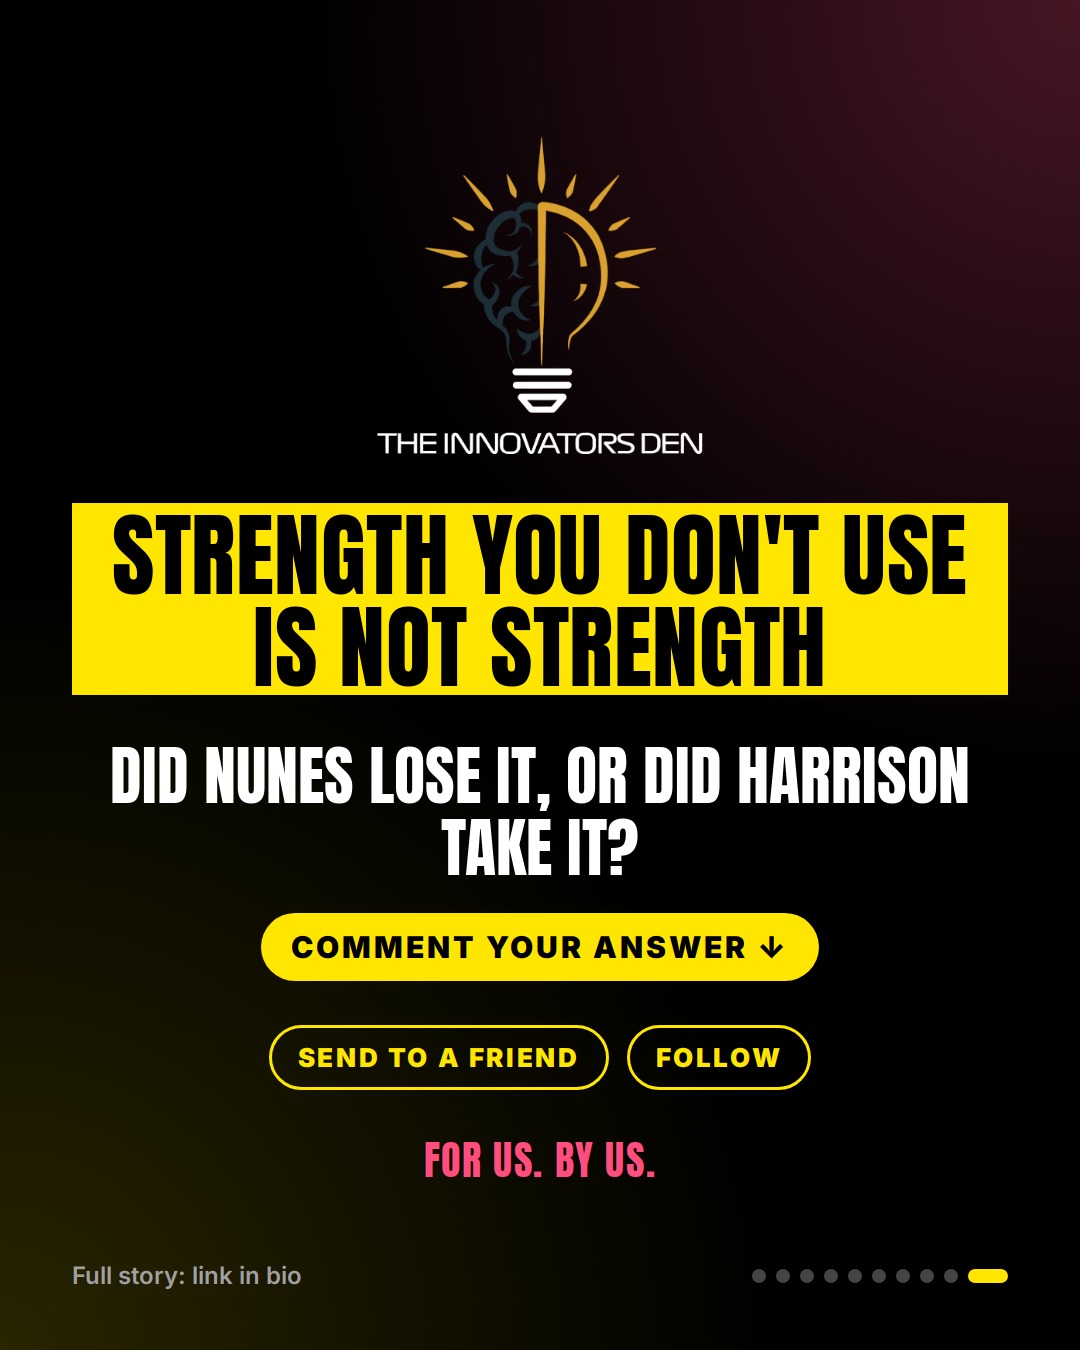 THE INNOVATORS DEN
STRENGTH YOU DON'T USE
IS NOT STRENGTH
DID NUNES LOSE IT, OR DID HARRISON
TAKE IT?
COMMENT YOUR ANSWER ↓
SEND TO A FRIEND
FOLLOW
FOR US. BY US.
Full story: link in bio